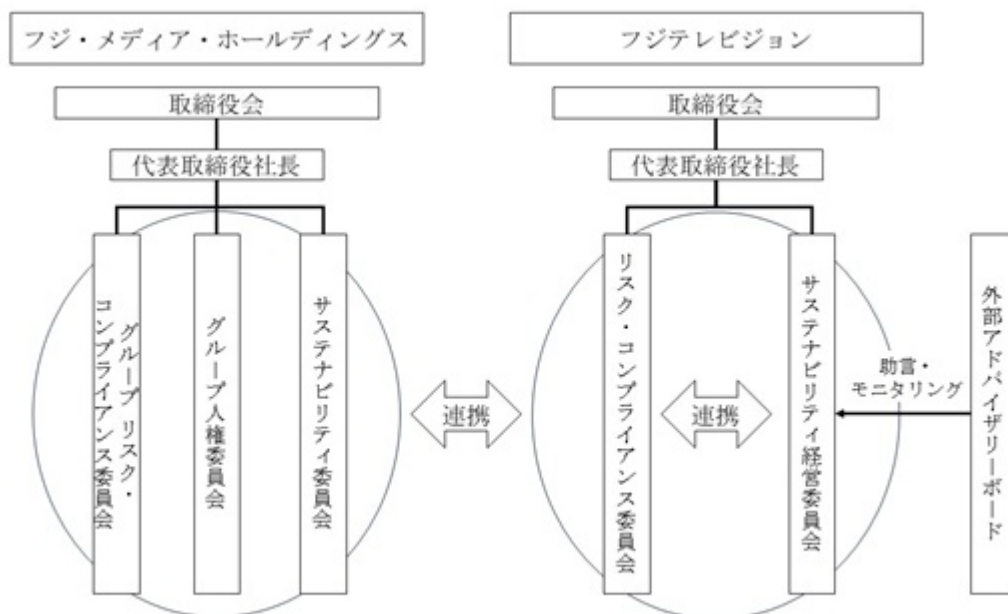 フジ・メディア・ホールディングス
取締役会
代表取締役社長
グループ リスク・
コンプライアンス委員会
グループ人権委員会
サステナビリティ委員会
連携
フジテレビジョン
取締役会
代表取締役社長
リスク・コンプライアンス委員会
連携
サステナビリティ経営委員会
助言・
モニタリング
外部アドバイザリーボード